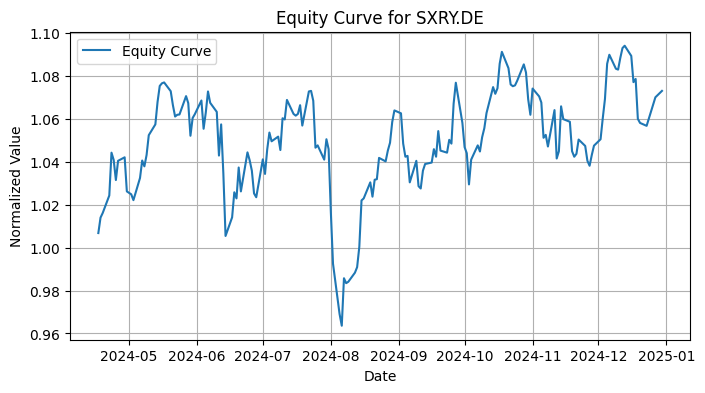 Equity Curve for SXRY.DE
Equity Curve
Normalized Value
1.10
1.08
1.06
1.04
1.02
1.00
0.98
0.96
2024-05 2024-06 2024-07 2024-08 2024-09 2024-10 2024-11 2024-12 2025-01
Date